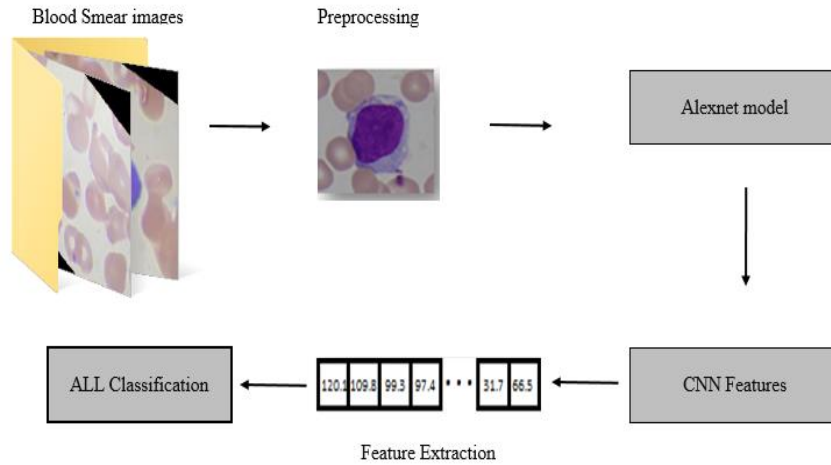 Blood Smear images
Preprocessing
Alexnet model
ALL Classification
120.1 109.8 99.3 97.4 ··· 31.7 66.5
CNN Features
Feature Extraction